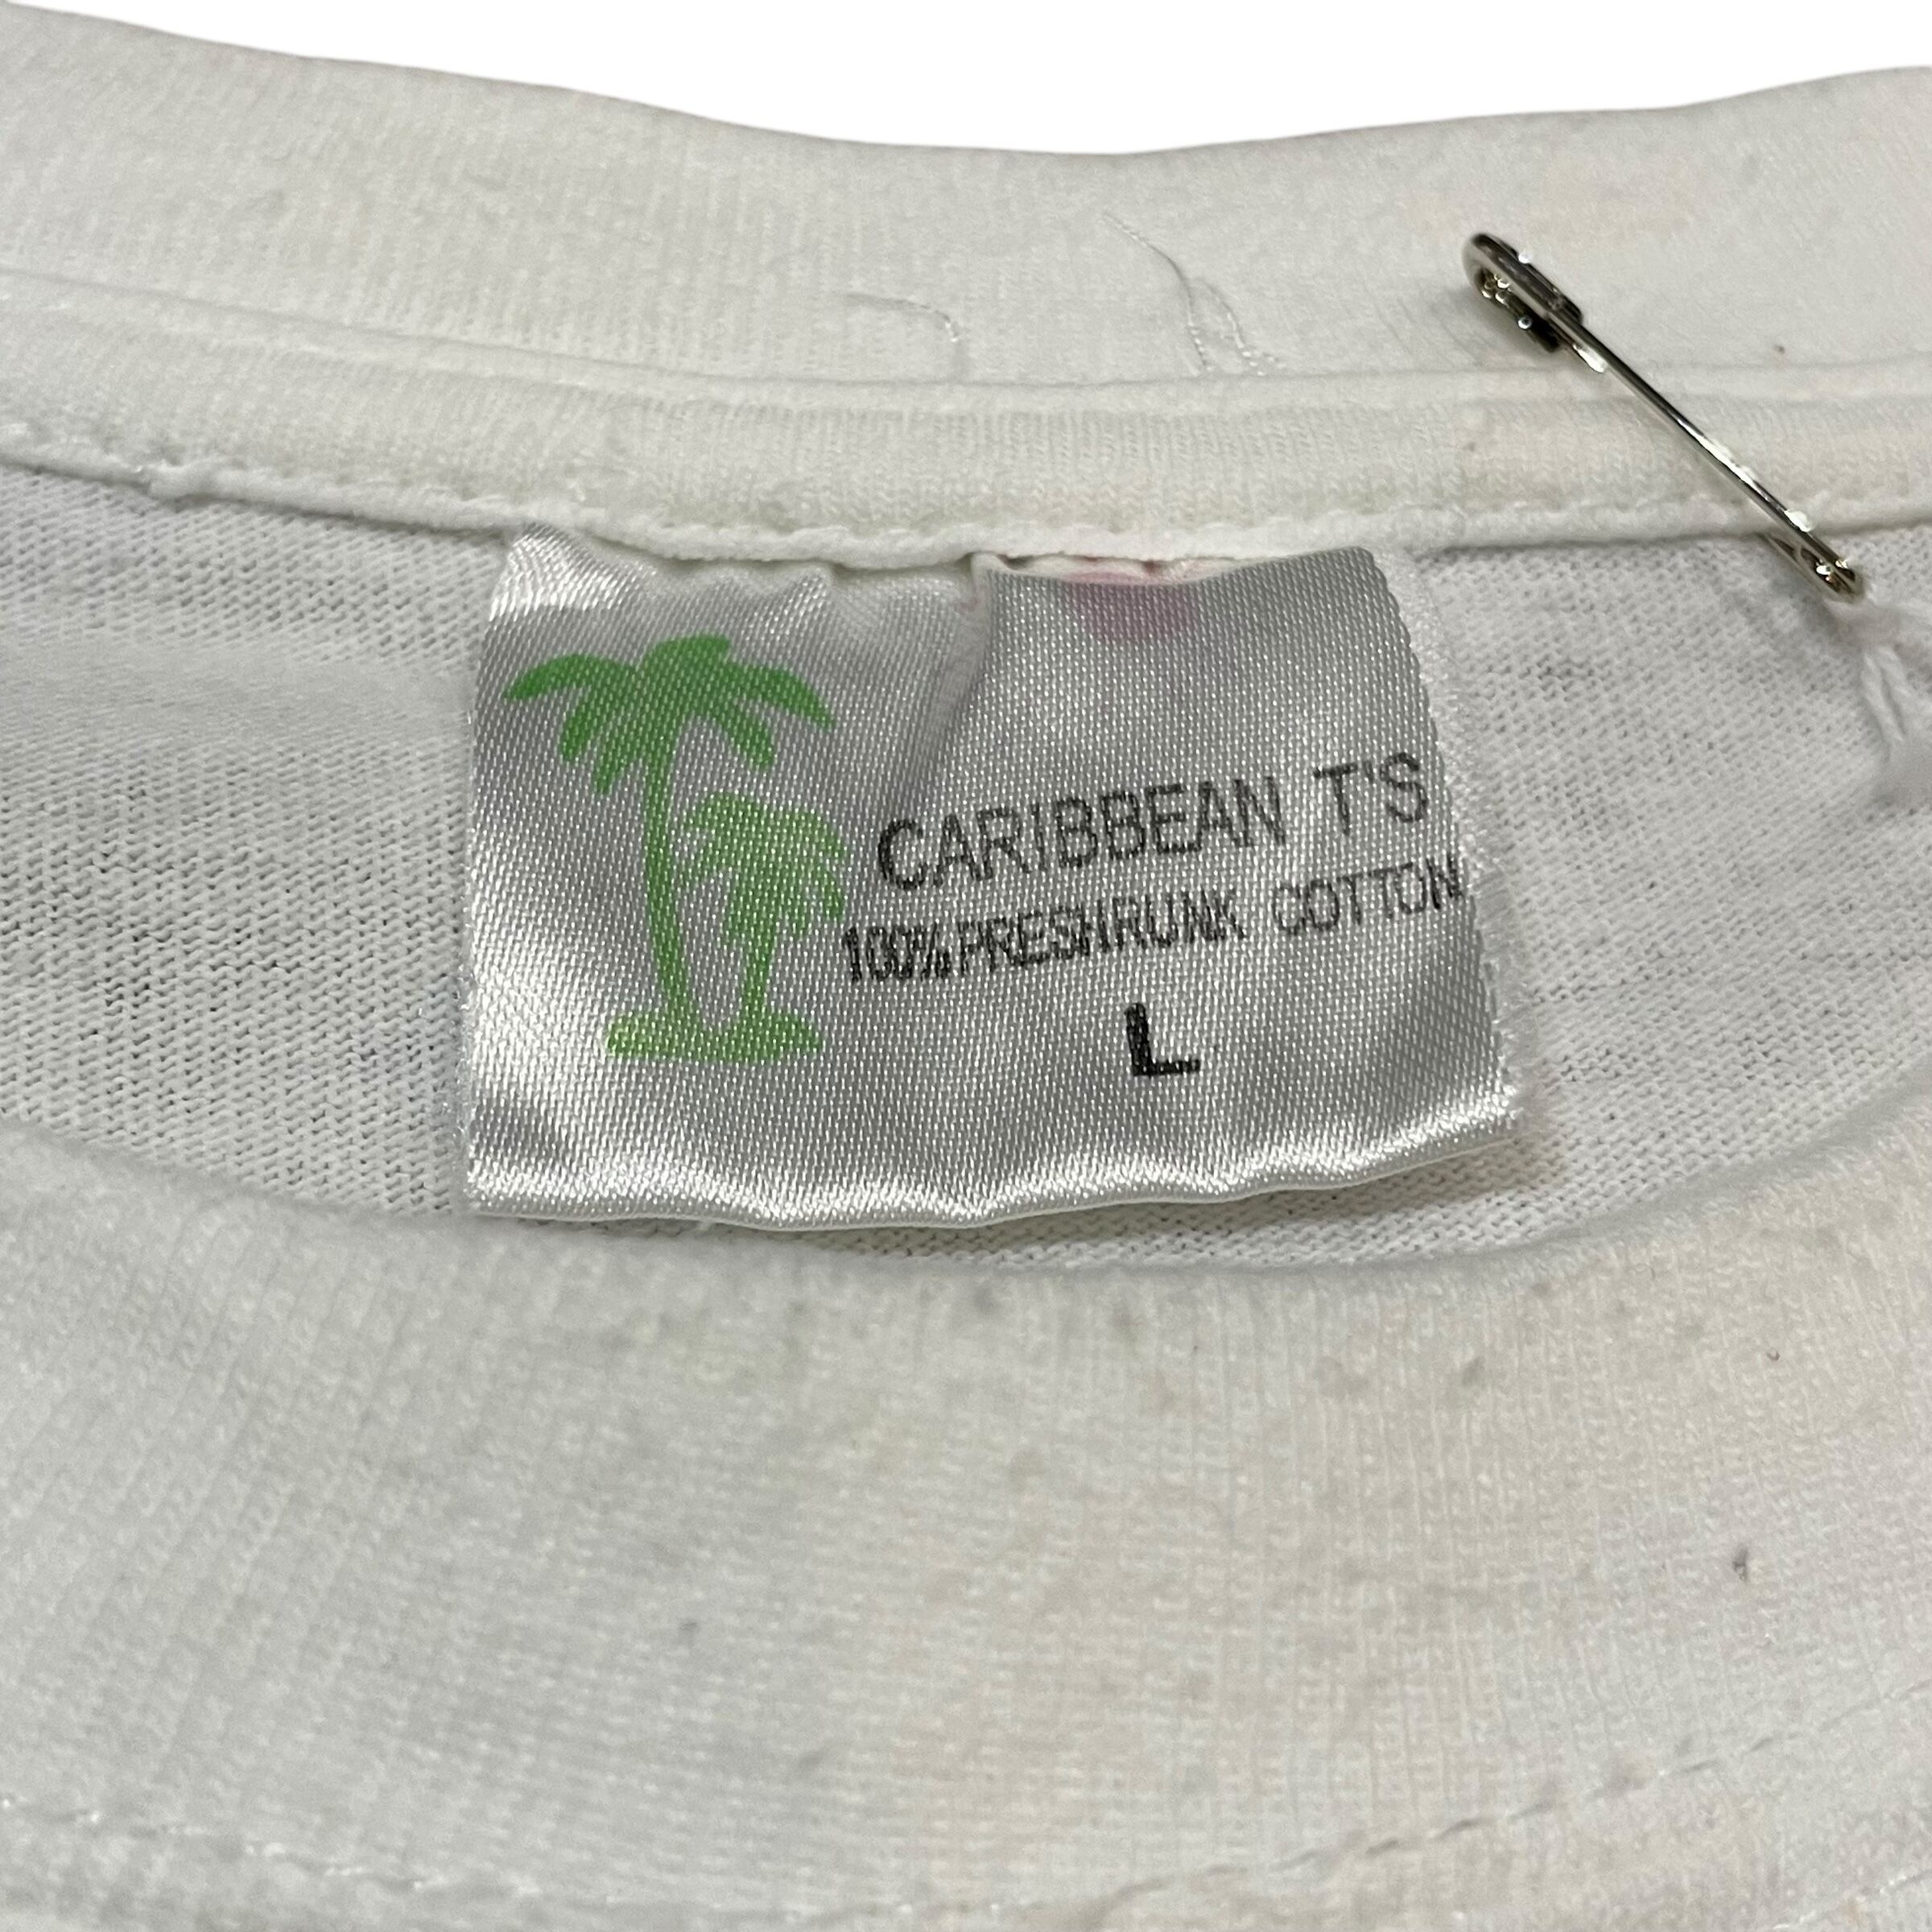 CARIBBEAN T'S
100% PRESHRUNK COTTON
L